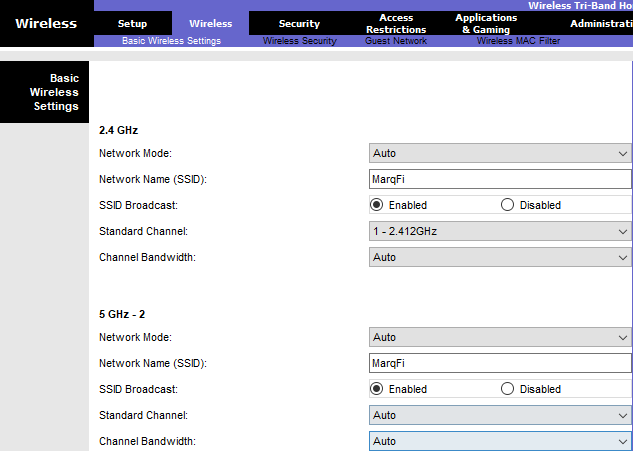 Wireless Tri-Band Ho
Wireless
Setup Wireless Security Access Restrictions Applications & Gaming Administrati
Basic Wireless Settings Wireless Security Guest Network Wireless MAC Filter
Basic
Wireless
Settings
2.4 GHz
Network Mode: Auto
Network Name (SSID): MarqFi
SSID Broadcast: Enabled Disabled
Standard Channel: 1 - 2.412GHz
Channel Bandwidth: Auto
5 GHz - 2
Network Mode: Auto
Network Name (SSID): MarqFi
SSID Broadcast: Enabled Disabled
Standard Channel: Auto
Channel Bandwidth: Auto